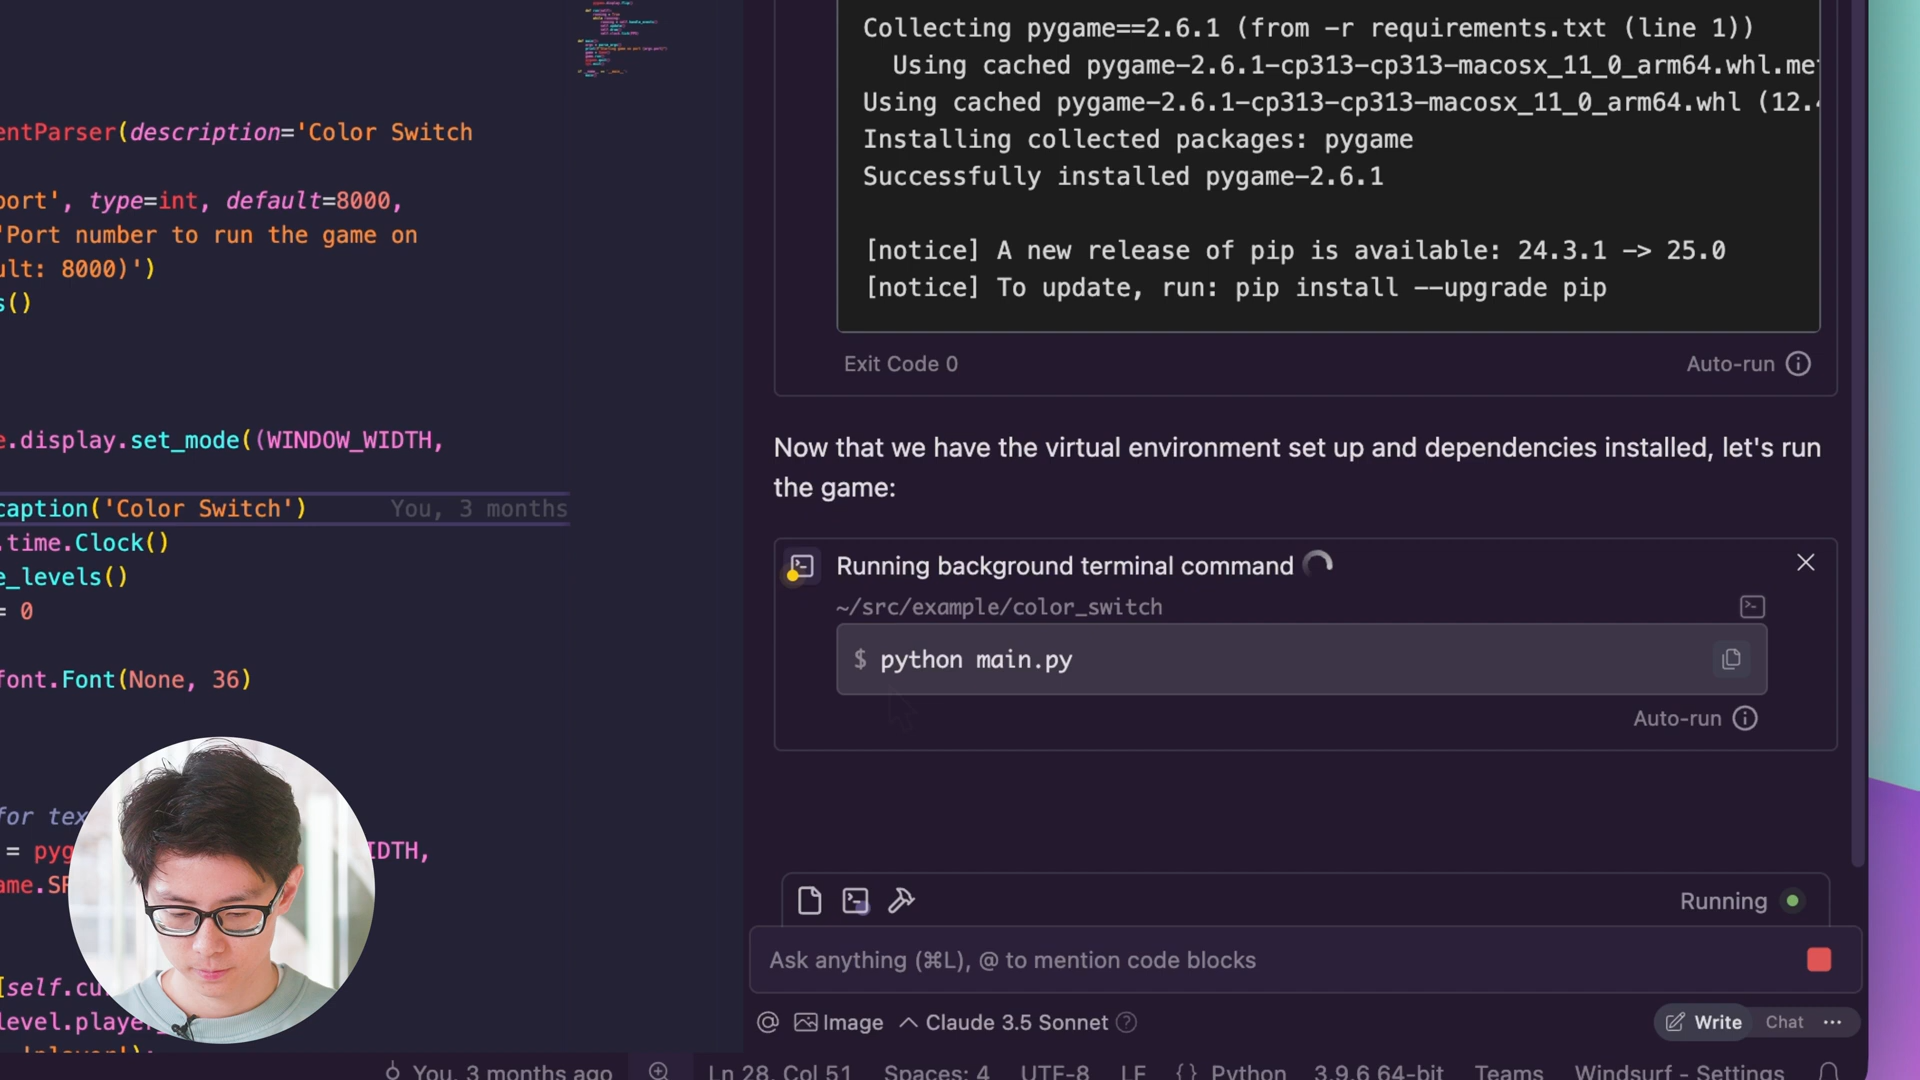 entParser(description='Color Switch
port', type=int, default=8000,
'Port number to run the game on
ult: 8000)')
s()
e.display.set_mode((WINDOW_WIDTH,
caption('Color Switch') You, 3 months
.time.Clock()
e_levels()
= 0
font.Font(None, 36)
for tex
= pyg
IDTH,
ame.SP
[self.cu
level.playe
'player'):
You, 3 months ago
Collecting pygame==2.6.1 (from -r requirements.txt (line 1))
Using cached pygame-2.6.1-cp313-cp313-macosx_11_0_arm64.whl.met
Using cached pygame-2.6.1-cp313-cp313-macosx_11_0_arm64.whl (12.4
Installing collected packages: pygame
Successfully installed pygame-2.6.1
[notice] A new release of pip is available: 24.3.1 -> 25.0
[notice] To update, run: pip install --upgrade pip
Exit Code 0 Auto-run
Now that we have the virtual environment set up and dependencies installed, let's run
the game:
Running background terminal command
~/src/example/color_switch
$ python main.py
Auto-run
Running
Ask anything (⌘L), @ to mention code blocks
@ Image Claude 3.5 Sonnet
Write Chat ...
Ln 28, Col 51 Spaces: 4 UTF-8 LF {} Python 3.9.6 64-bit Teams Windsurf - Settings